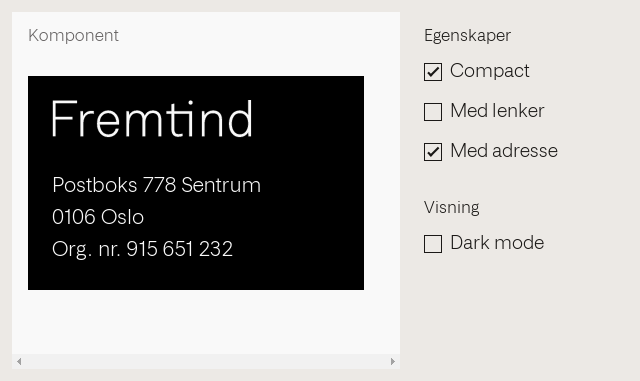 Komponent
Fremtind
Postboks 778 Sentrum
0106 Oslo
Org. nr. 915 651 232
Egenskaper
Compact
Med lenker
Med adresse
Visning
Dark mode